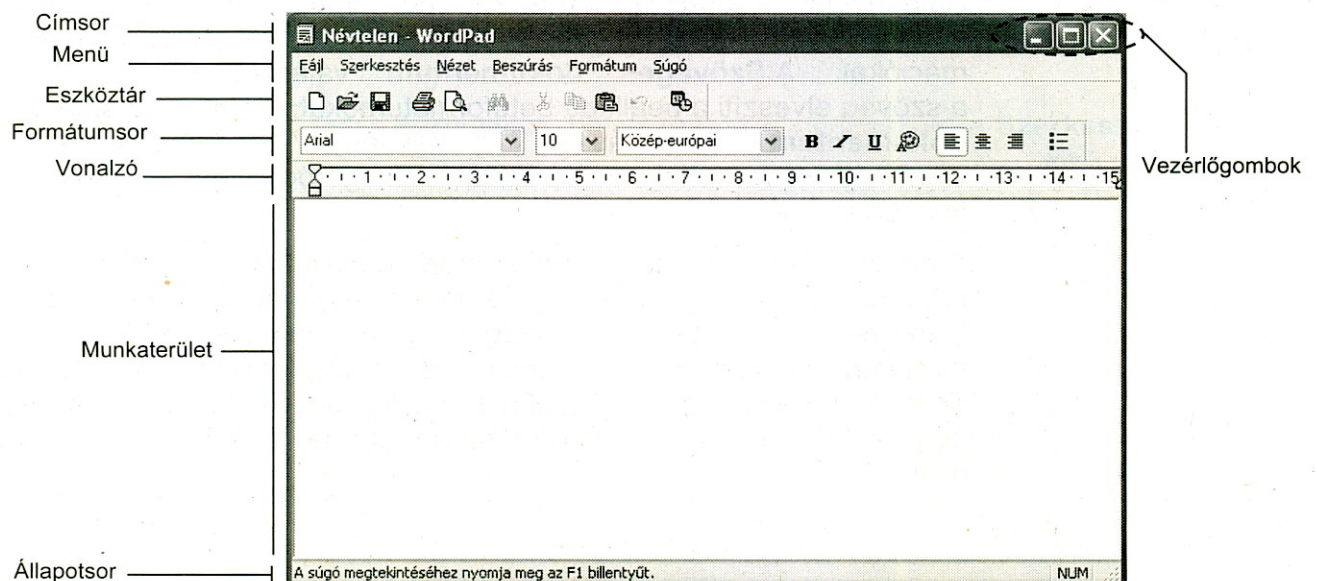 Címsor
Névtelen - WordPad
Menü
Fájl Szerkesztés Nézet Beszúrás Formátum Súgó
Eszköztár
Formátumsor
Arial 10 Közép-európai B I U
Vonalzó
1 2 3 4 5 6 7 8 9 10 11 12 13 14 15
Vezérlőgombok
Munkaterület
Állapotsor
A súgó megtekintéséhez nyomja meg az F1 billentyűt. NUM